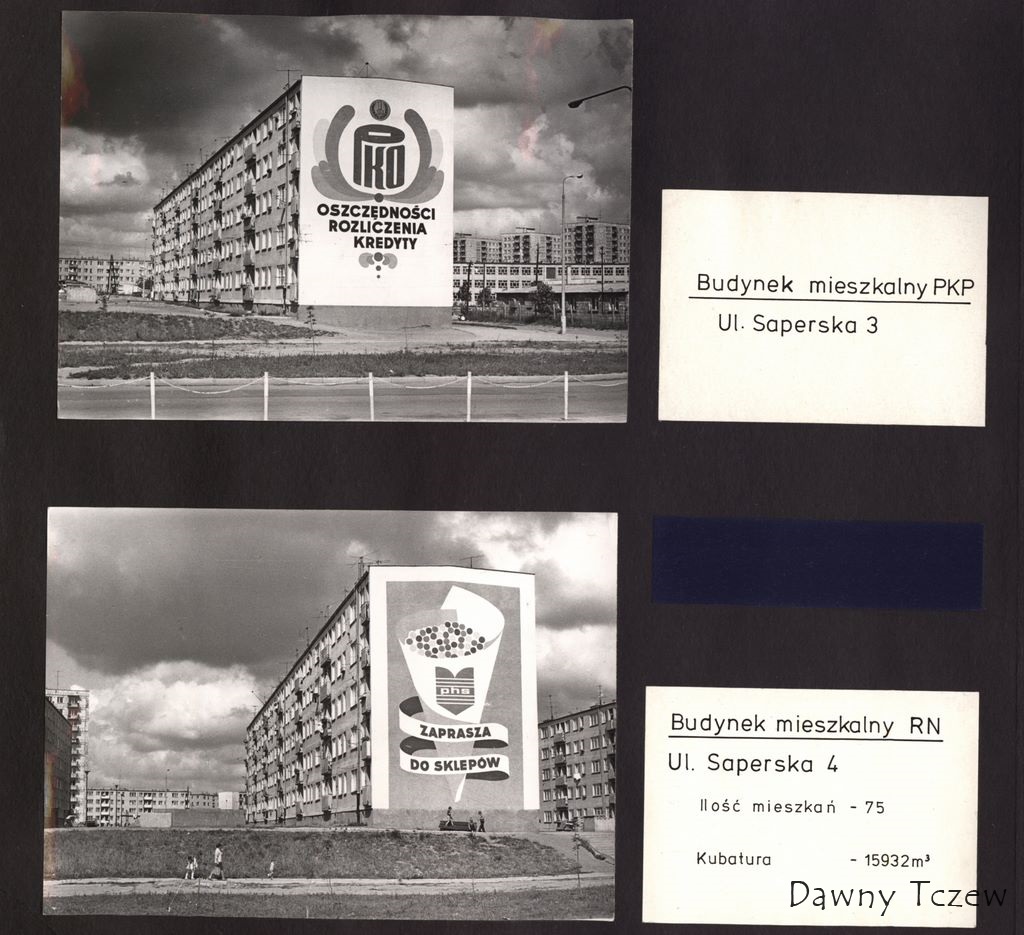 PKO
OSZCZĘDNOŚCI
ROZLICZENIA
KREDYTY
Budynek mieszkalny PKP
Ul. Saperska 3
phs
ZAPRASZA
DO SKLEPÓW
Budynek mieszkalny RN
Ul. Saperska 4
Ilość mieszkań - 75
Kubatura - 15932m³
Dawny Tczew